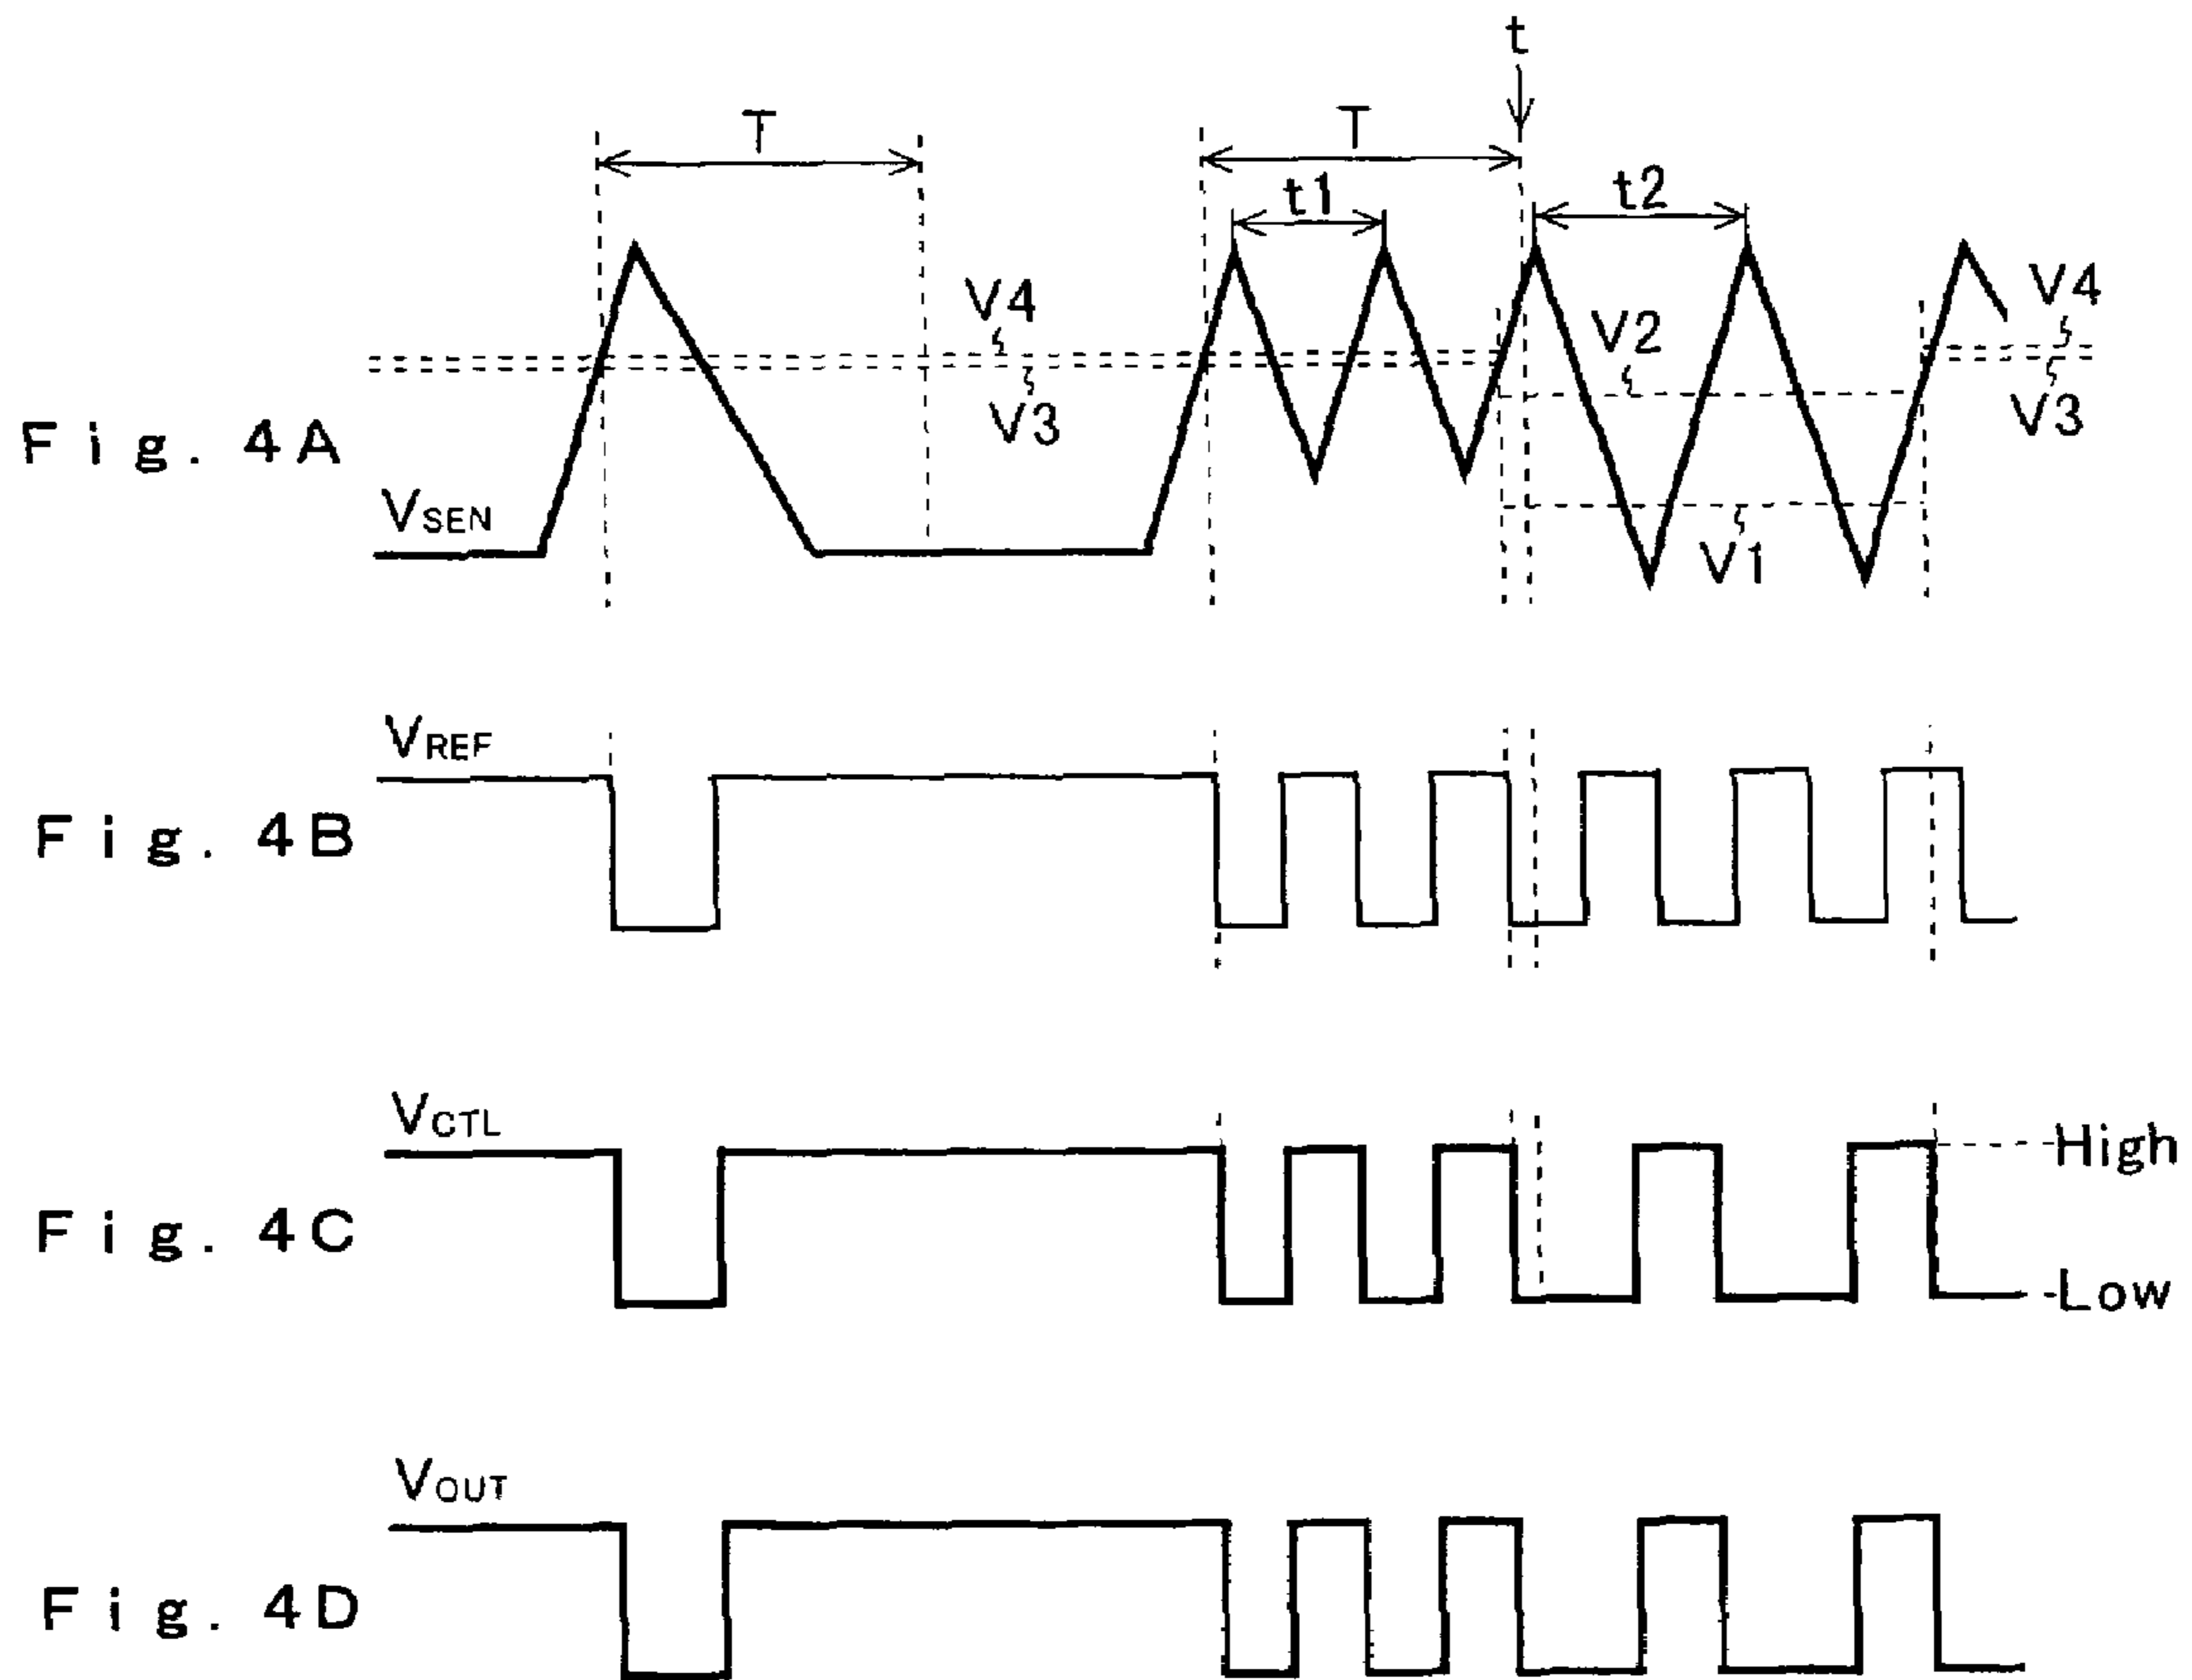 t
T
T
t1
t2
V4
V3
V2
V1
V4
V3
Fig. 4A
VSEN
VREF
Fig. 4B
VCTL
High
Fig. 4C
Low
VOUT
Fig. 4D